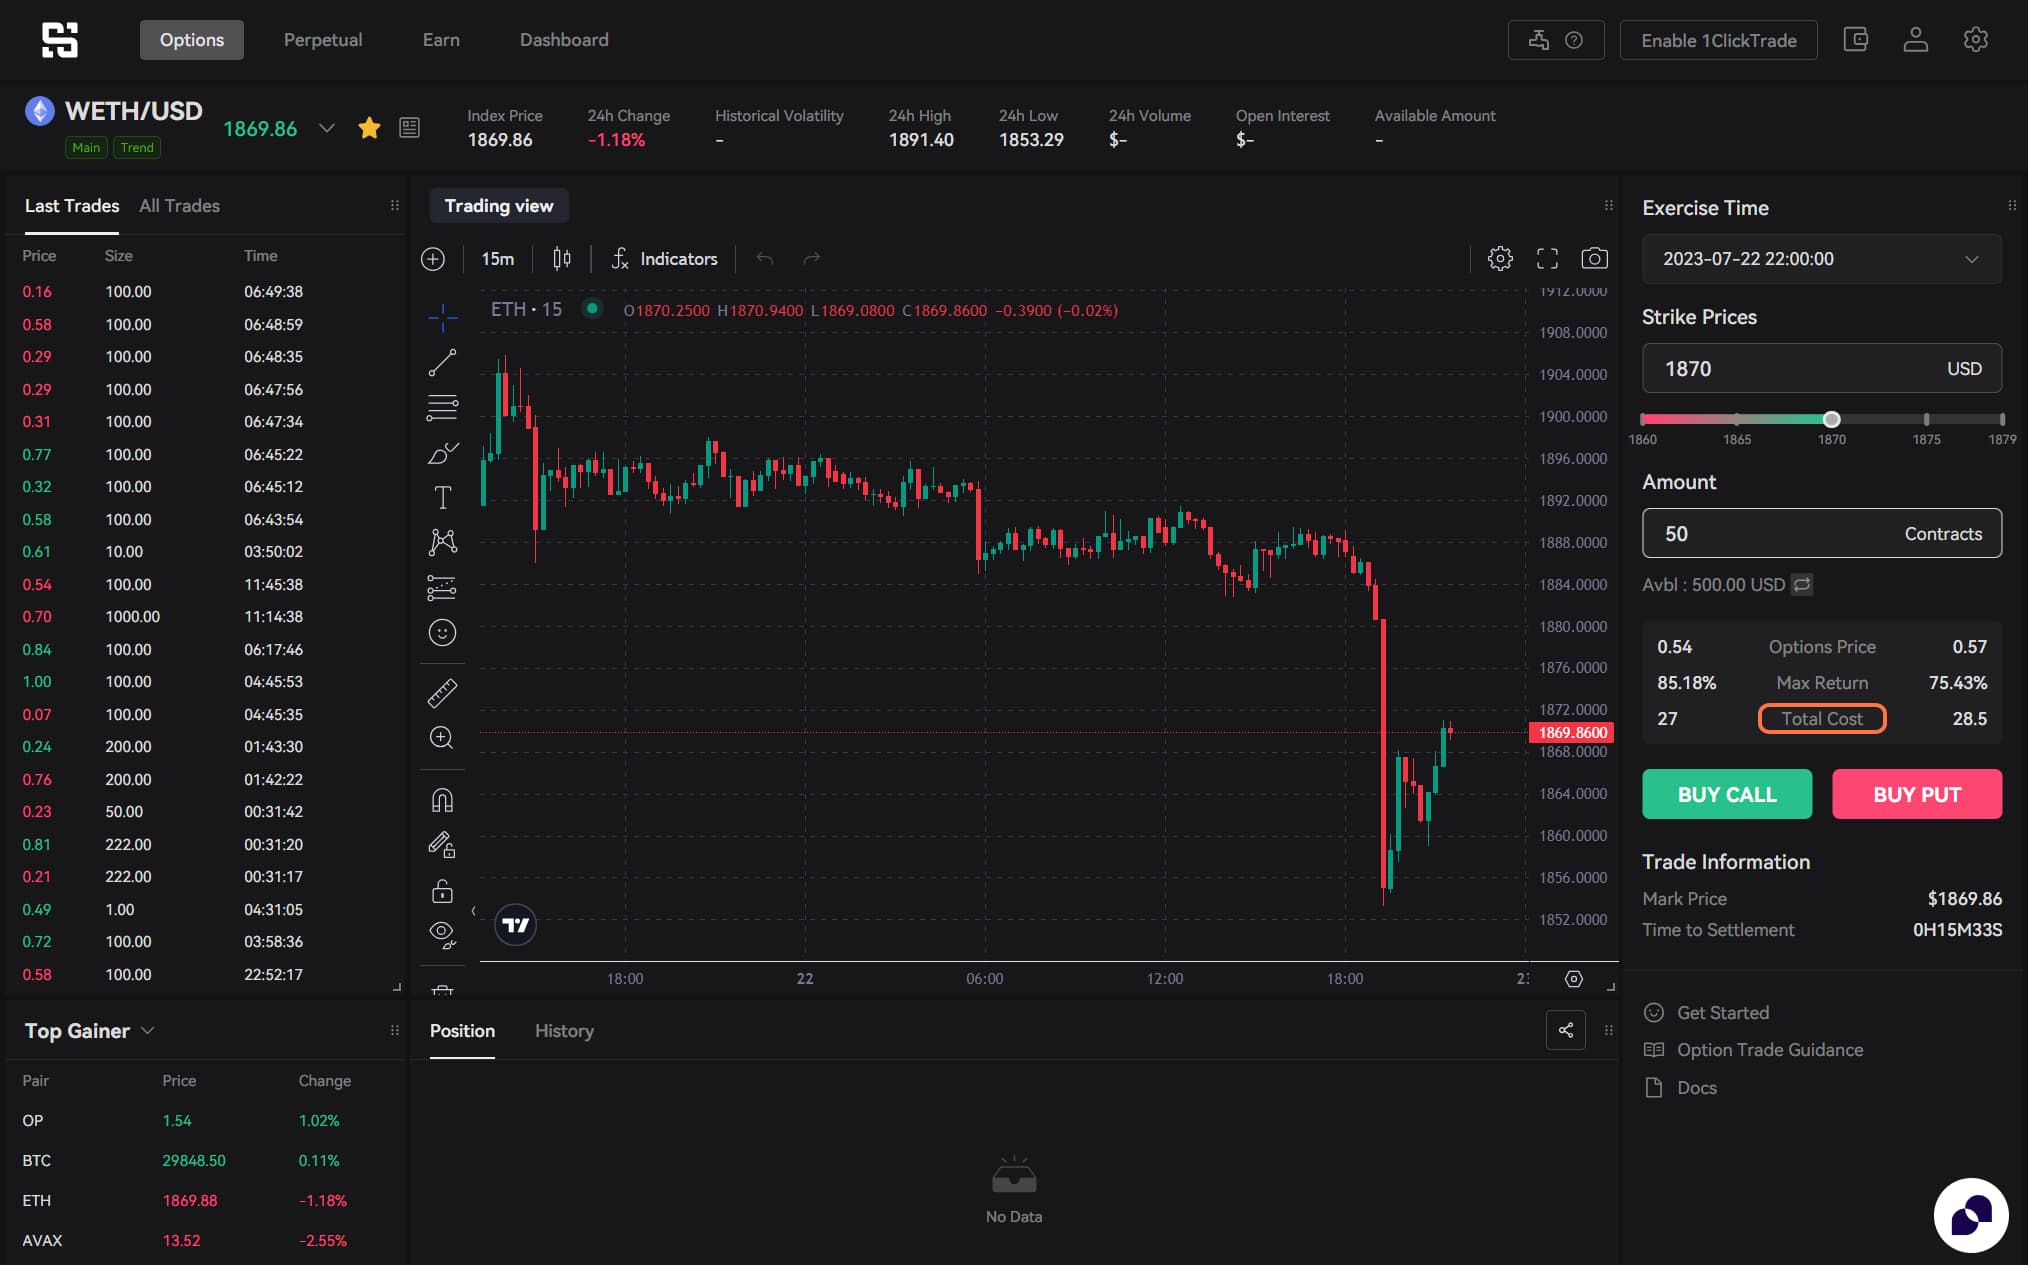 Options Perpetual Earn Dashboard Enable 1ClickTrade
WETH/USD 1869.86
Main Trend
Index Price 24h Change Historical Volatility 24h High 24h Low 24h Volume Open Interest Available Amount
1869.86 -1.18% - 1891.40 1853.29 $- $- -
Last Trades All Trades
Price Size Time
0.16 100.00 06:49:38
0.58 100.00 06:48:59
0.29 100.00 06:48:35
0.29 100.00 06:47:56
0.31 100.00 06:47:34
0.77 100.00 06:45:22
0.32 100.00 06:45:12
0.58 100.00 06:43:54
0.61 10.00 03:50:02
0.54 100.00 11:45:38
0.70 1000.00 11:14:38
0.84 100.00 06:17:46
1.00 100.00 04:45:53
0.07 100.00 04:45:35
0.24 200.00 01:43:30
0.76 200.00 01:42:22
0.23 50.00 00:31:42
0.81 222.00 00:31:20
0.21 222.00 00:31:17
0.49 1.00 04:31:05
0.72 100.00 03:58:36
0.58 100.00 22:52:17
Top Gainer
Pair Price Change
OP 1.54 1.02%
BTC 29848.50 0.11%
ETH 1869.88 -1.18%
AVAX 13.52 -2.55%
Trading view
15m Indicators
ETH • 15 O1870.2500 H1870.9400 L1869.0800 C1869.8600 −0.3900 (−0.02%)
1912.0000
1908.0000
1904.0000
1900.0000
1896.0000
1892.0000
1888.0000
1884.0000
1880.0000
1876.0000
1872.0000
1869.8600
1868.0000
1864.0000
1860.0000
1856.0000
1852.0000
18:00 22 06:00 12:00 18:00
Position History
No Data
Exercise Time
2023-07-22 22:00:00
Strike Prices
1870 USD
1860 1865 1870 1875 1879
Amount
50 Contracts
Avbl : 500.00 USD
0.54 Options Price 0.57
85.18% Max Return 75.43%
27 Total Cost 28.5
BUY CALL BUY PUT
Trade Information
Mark Price $1869.86
Time to Settlement 0H15M33S
Get Started
Option Trade Guidance
Docs